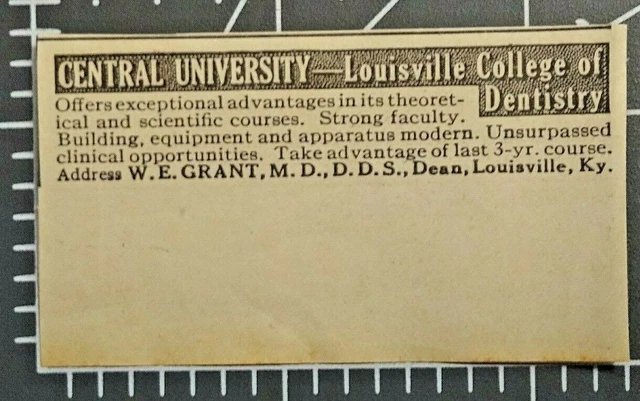 CENTRAL UNIVERSITY—Louisville College of
Dentistry
Offers exceptional advantages in its theoret-
ical and scientific courses. Strong faculty.
Building, equipment and apparatus modern. Unsurpassed
clinical opportunities. Take advantage of last 3-yr. course.
Address W. E. GRANT, M. D., D. D. S., Dean, Louisville, Ky.